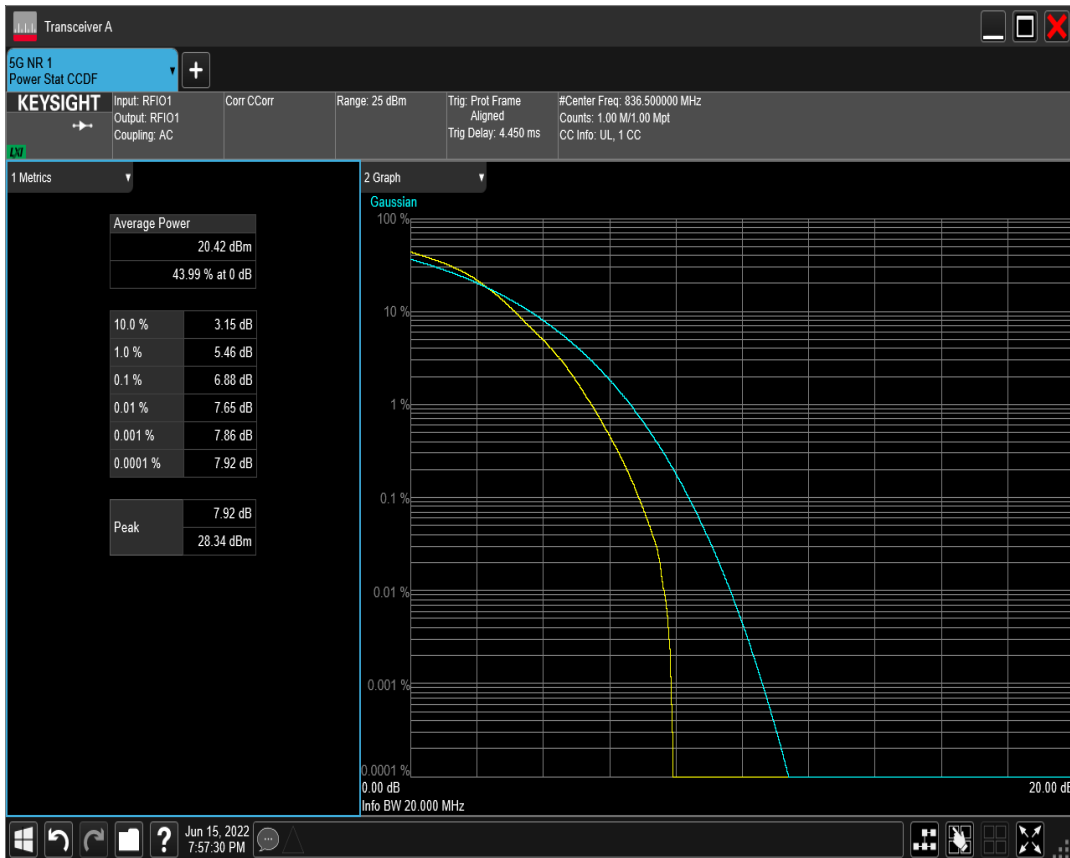 Transceiver A
5G NR 1
Power Stat CCDF
+
KEYSIGHT
LXI
Input: RFIO1
Output: RFIO1
Coupling: AC
Corr CCorr
Range: 25 dBm
Trig: Prot Frame
Aligned
Trig Delay: 4.450 ms
#Center Freq: 836.500000 MHz
Counts: 1.00 M/1.00 Mpt
CC Info: UL, 1 CC
1 Metrics
Average Power
20.42 dBm
43.99 % at 0 dB
10.0 % 3.15 dB
1.0 % 5.46 dB
0.1 % 6.88 dB
0.01 % 7.65 dB
0.001 % 7.86 dB
0.0001 % 7.92 dB
Peak
7.92 dB
28.34 dBm
2 Graph
Gaussian
100 %
10 %
1 %
0.1 %
0.01 %
0.001 %
0.0001 %
0.00 dB 20.00 dB
Info BW 20.000 MHz
?
Jun 15, 2022
7:57:30 PM